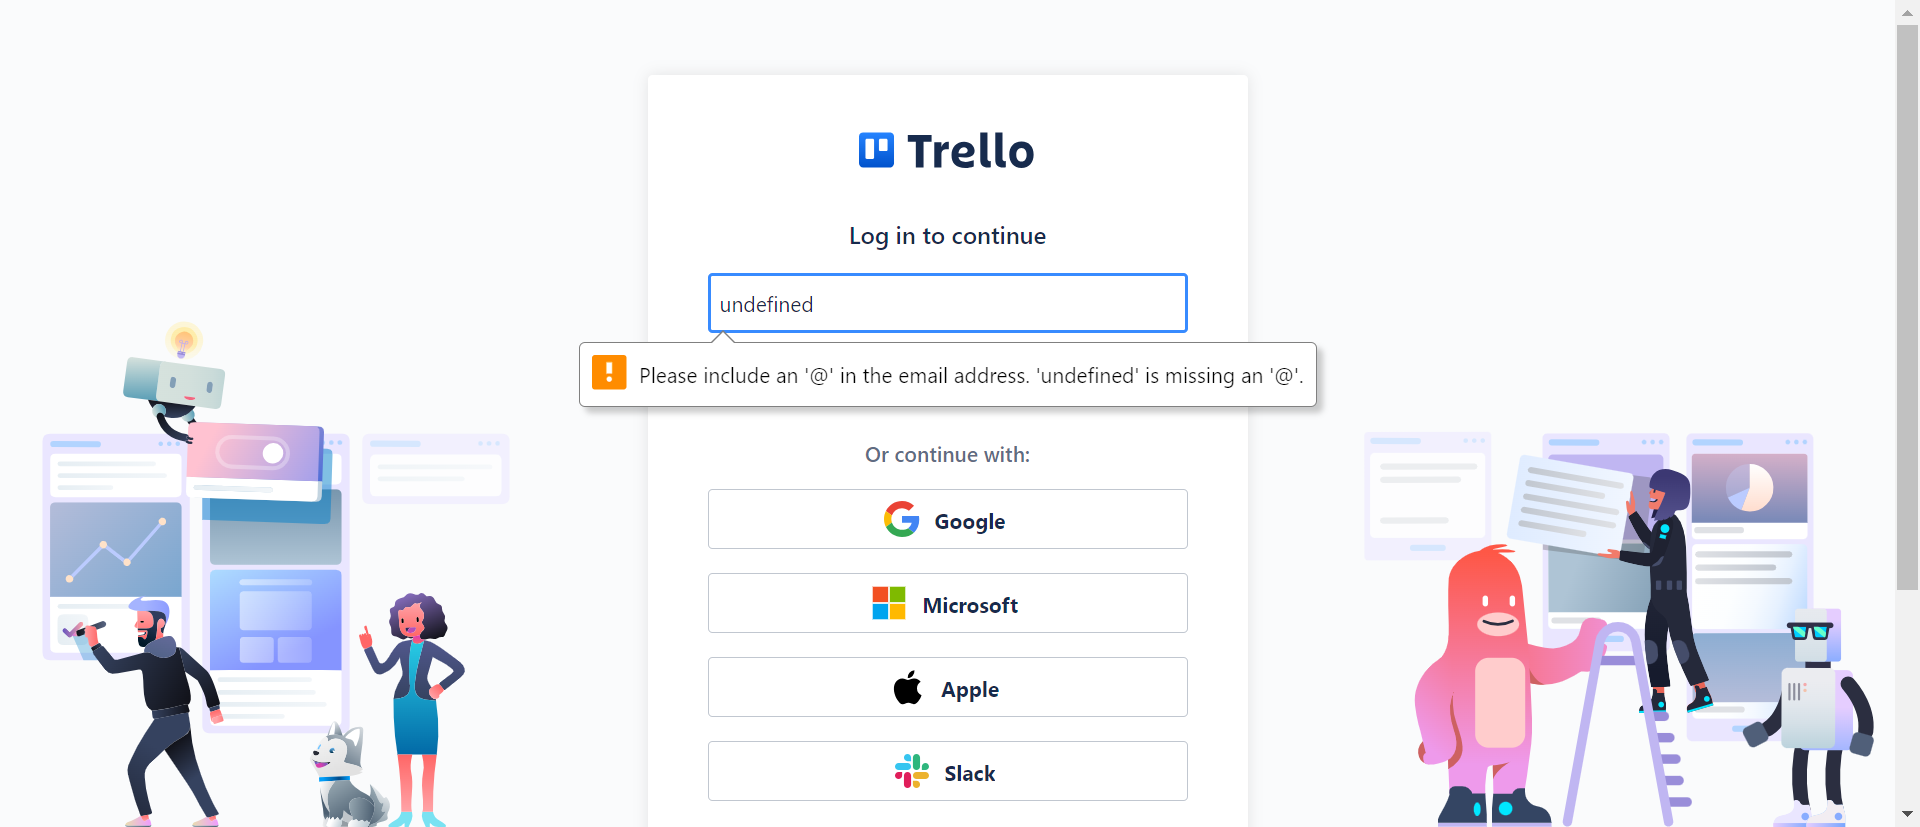 Trello
Log in to continue
undefined
Please include an '@' in the email address. 'undefined' is missing an '@'.
Or continue with:
Google
Microsoft
Apple
Slack